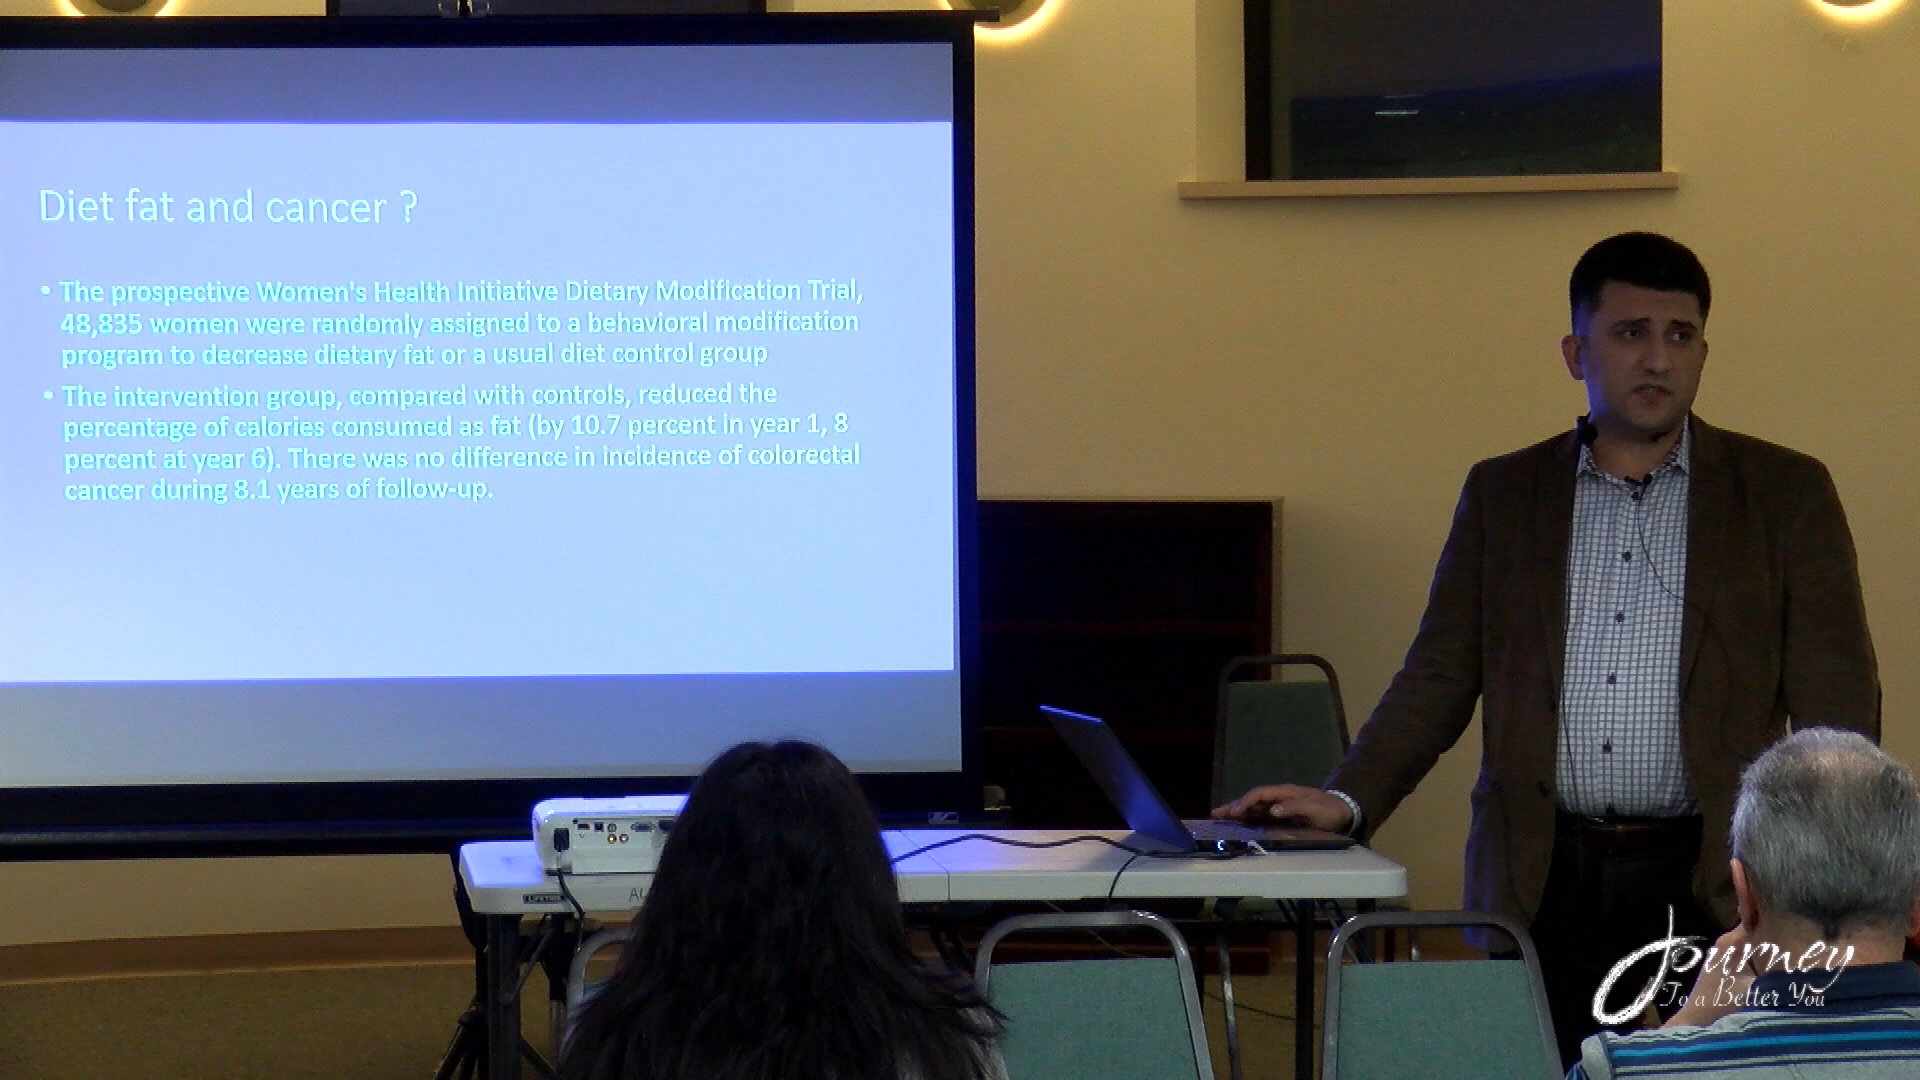 Diet fat and cancer ?
• The prospective Women's Health Initiative Dietary Modification Trial,
48,835 women were randomly assigned to a behavioral modification
program to decrease dietary fat or a usual diet control group
• The intervention group, compared with controls, reduced the
percentage of calories consumed as fat (by 10.7 percent in year 1, 8
percent at year 6). There was no difference in incidence of colorectal
cancer during 8.1 years of follow-up.
LIFETIME
Journey
To a Better You